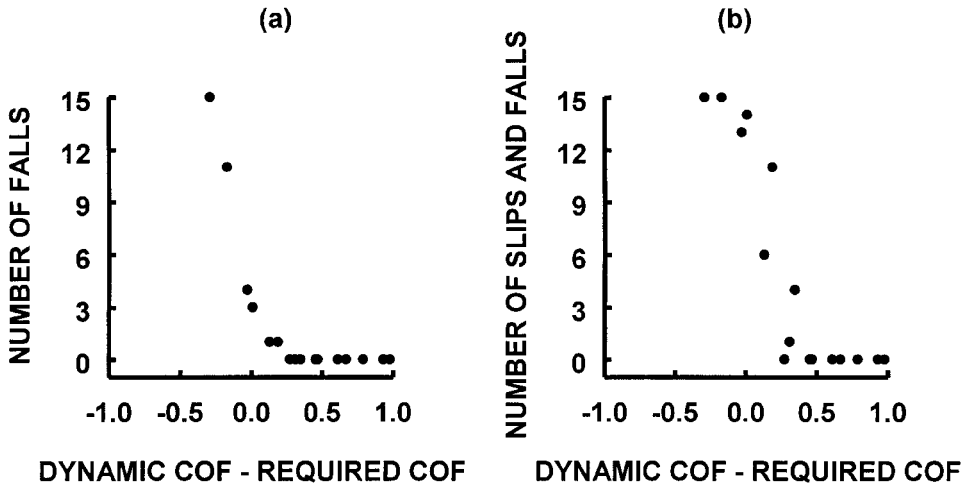 (a)
NUMBER OF FALLS
15
12
9
6
3
0
-1.0 -0.5 0.0 0.5 1.0
DYNAMIC COF - REQUIRED COF
(b)
NUMBER OF SLIPS AND FALLS
15
12
9
6
3
0
-1.0 -0.5 0.0 0.5 1.0
DYNAMIC COF - REQUIRED COF